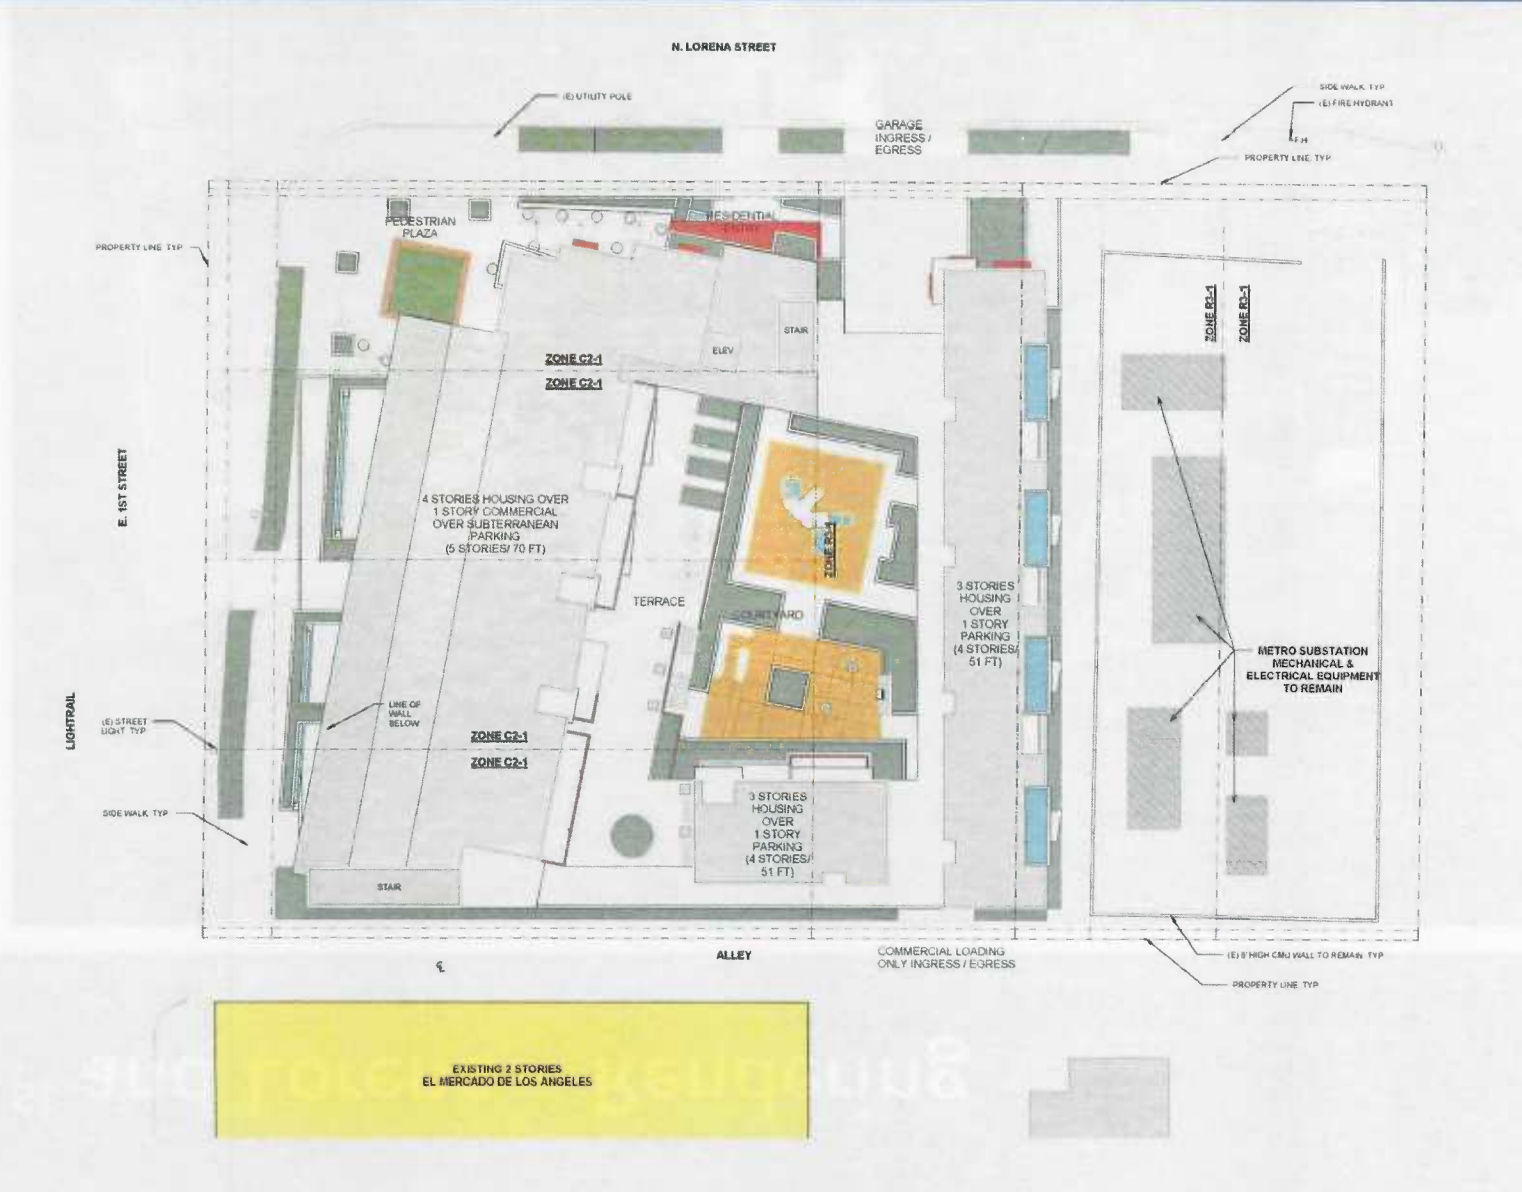 N. LORENA STREET
(E) UTILITY POLE
SIDE WALK TYP
(E) FIRE HYDRANT
F.H
PROPERTY LINE TYP
GARAGE
INGRESS /
EGRESS
PEDESTRIAN
PLAZA
RESIDENTIAL
ENTRY
PROPERTY LINE TYP
STAIR
ELEV
ZONE C2-1
ZONE C2-1
ZONE R3-1
ZONE R3-1
E. 1ST STREET
4 STORIES HOUSING OVER
1 STORY COMMERCIAL
OVER SUBTERRANEAN
PARKING
(5 STORIES/ 70 FT)
ZONE R3-1
TERRACE
COURTYARD
3 STORIES
HOUSING
OVER
1 STORY
PARKING
(4 STORIES/
51 FT)
METRO SUBSTATION
MECHANICAL &
ELECTRICAL EQUIPMENT
TO REMAIN
LIGHTRAIL
(E) STREET
LIGHT TYP
LINE OF
WALL
BELOW
ZONE C2-1
ZONE C2-1
SIDE WALK TYP
3 STORIES
HOUSING
OVER
1 STORY
PARKING
(4 STORIES/
51 FT)
STAIR
ALLEY
COMMERCIAL LOADING
ONLY INGRESS / EGRESS
(E) 8' HIGH CMU WALL TO REMAIN TYP
PROPERTY LINE TYP
EXISTING 2 STORIES
EL MERCADO DE LOS ANGELES